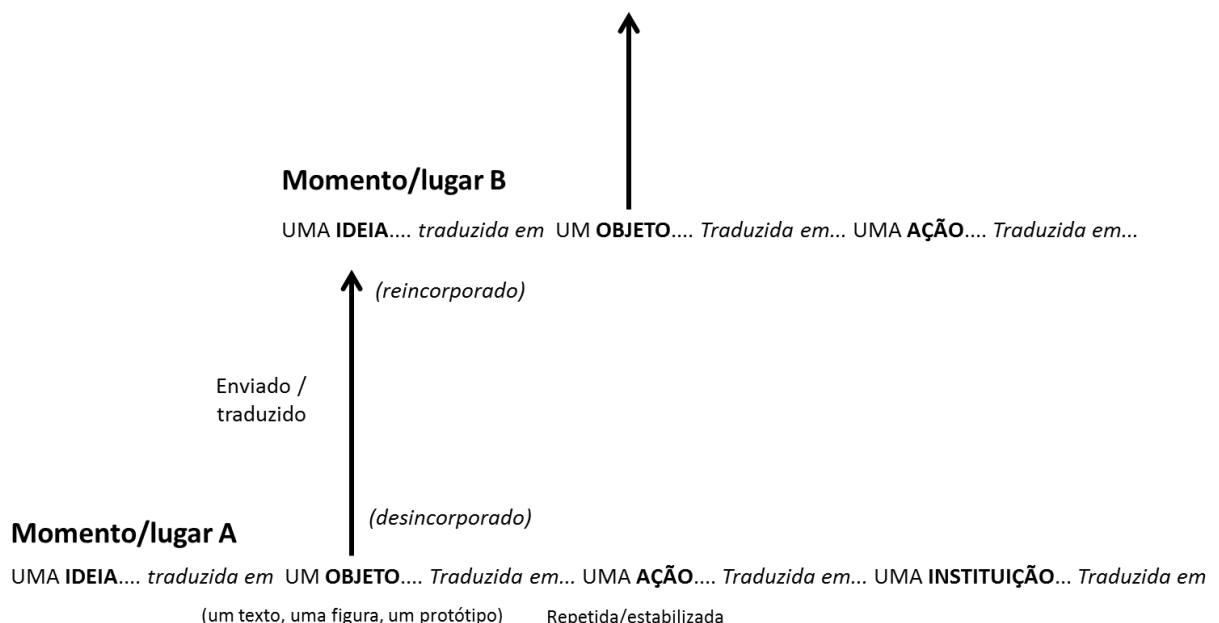 Momento/lugar B
UMA IDEIA.... traduzida em UM OBJETO.... Traduzida em... UMA AÇÃO.... Traduzida em...
(reincorporado)
Enviado /
traduzido
(desincorporado)
Momento/lugar A
UMA IDEIA.... traduzida em UM OBJETO.... Traduzida em... UMA AÇÃO.... Traduzida em... UMA INSTITUIÇÃO... Traduzida em
(um texto, uma figura, um protótipo) Repetida/estabilizada